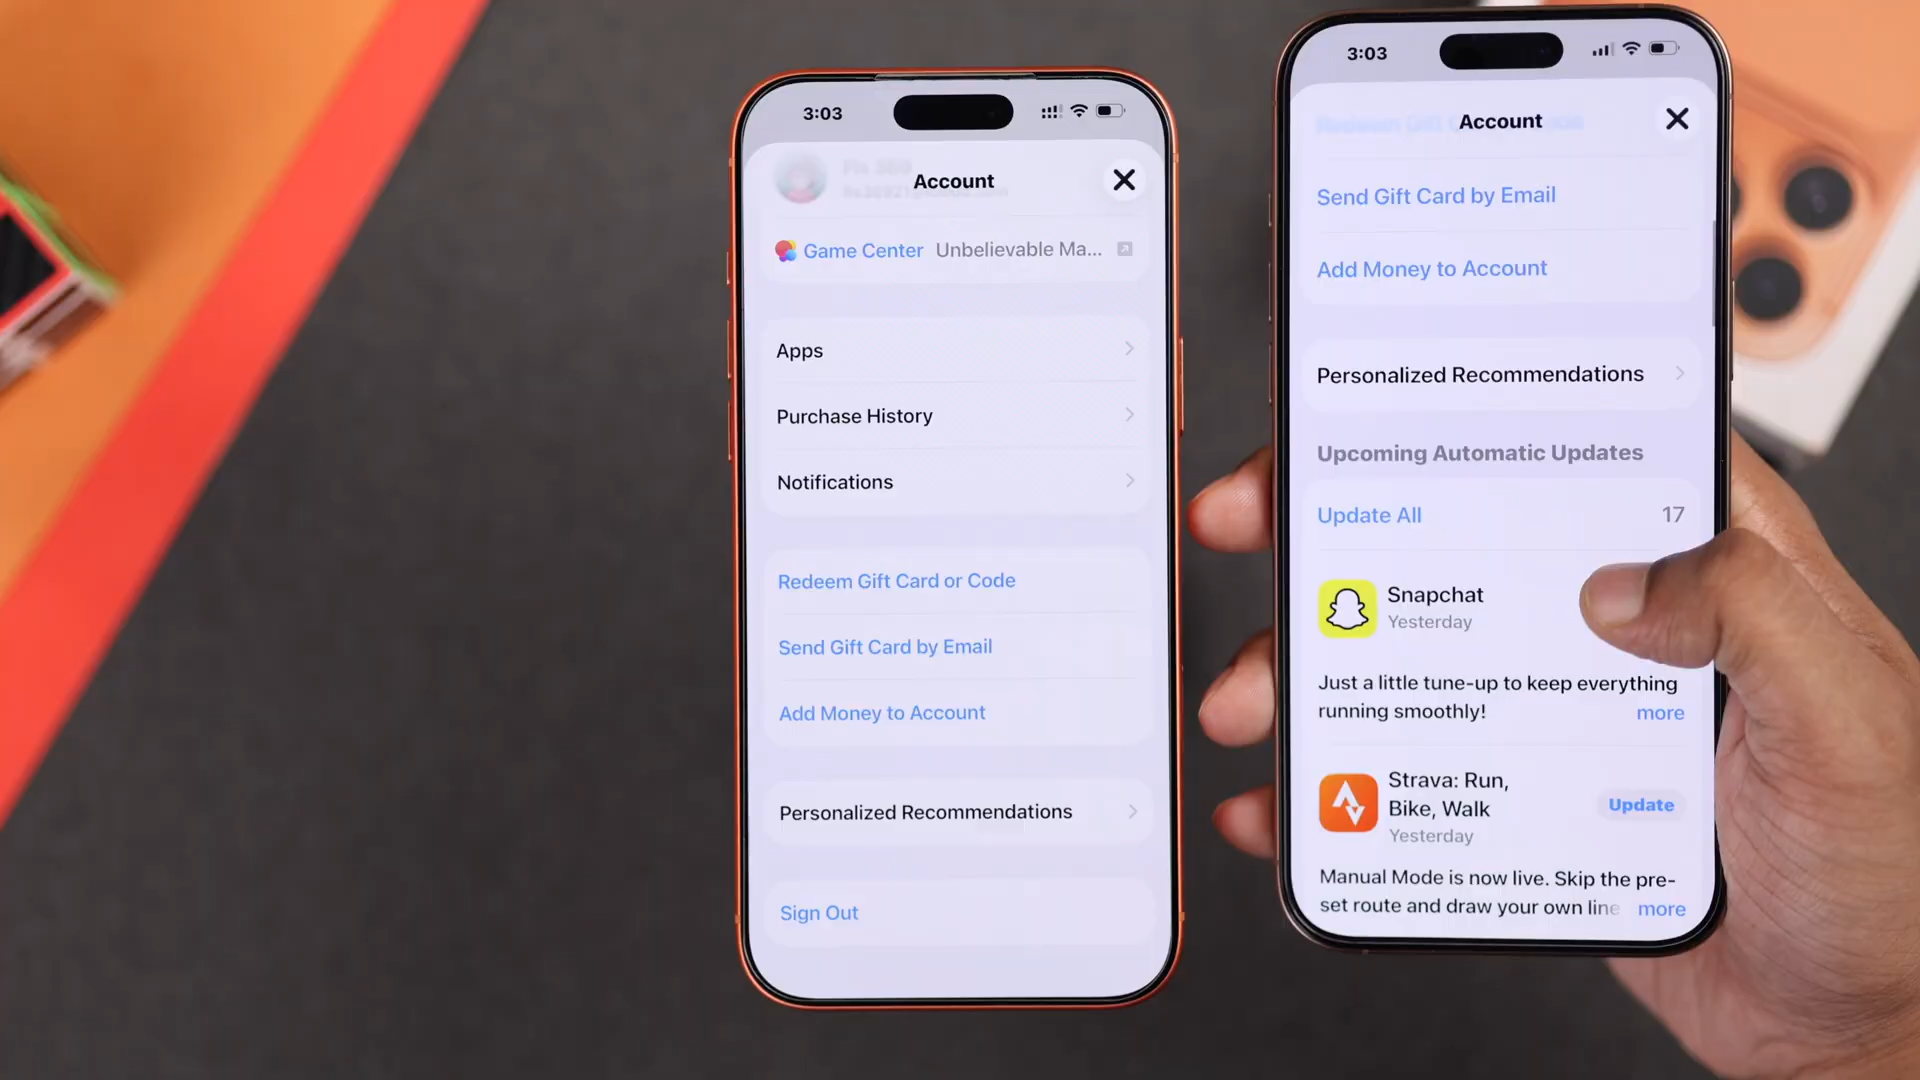 3:03
Account
Game Center Unbelievable Ma...
Apps
Purchase History
Notifications
Redeem Gift Card or Code
Send Gift Card by Email
Add Money to Account
Personalized Recommendations
Sign Out
3:03
Account
Send Gift Card by Email
Add Money to Account
Personalized Recommendations
Upcoming Automatic Updates
Update All 17
Snapchat
Yesterday
Just a little tune-up to keep everything
running smoothly! more
Strava: Run,
Bike, Walk
Update
Yesterday
Manual Mode is now live. Skip the pre-
set route and draw your own line more